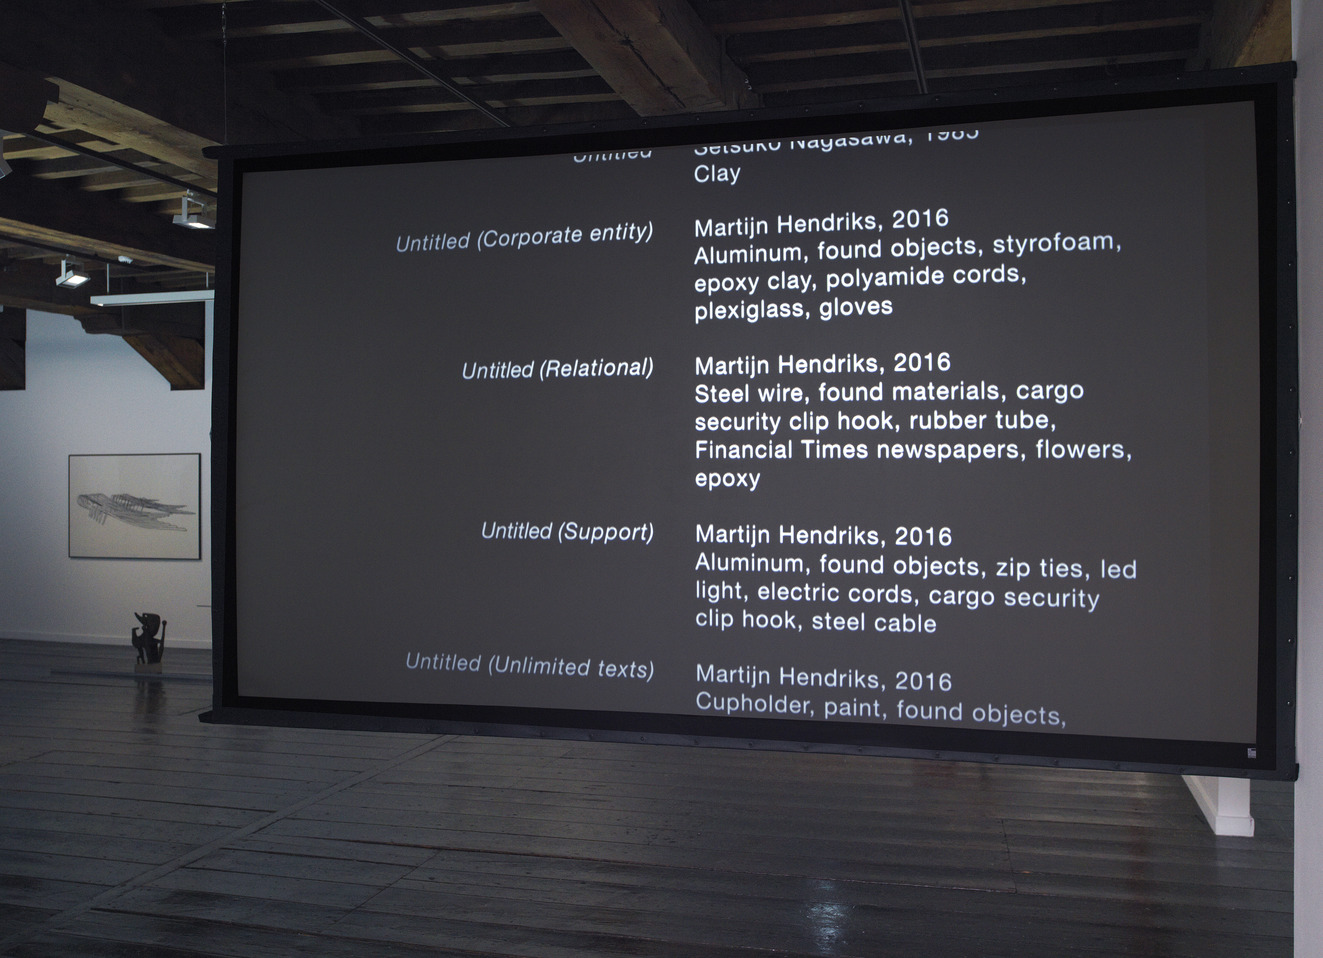 Untitled
Setsuko Nagasawa, 1985
Clay
Untitled (Corporate entity)
Martijn Hendriks, 2016
Aluminum, found objects, styrofoam,
epoxy clay, polyamide cords,
plexiglass, gloves
Untitled (Relational)
Martijn Hendriks, 2016
Steel wire, found materials, cargo
security clip hook, rubber tube,
Financial Times newspapers, flowers,
epoxy
Untitled (Support)
Martijn Hendriks, 2016
Aluminum, found objects, zip ties, led
light, electric cords, cargo security
clip hook, steel cable
Untitled (Unlimited texts)
Martijn Hendriks, 2016
Cupholder, paint, found objects,